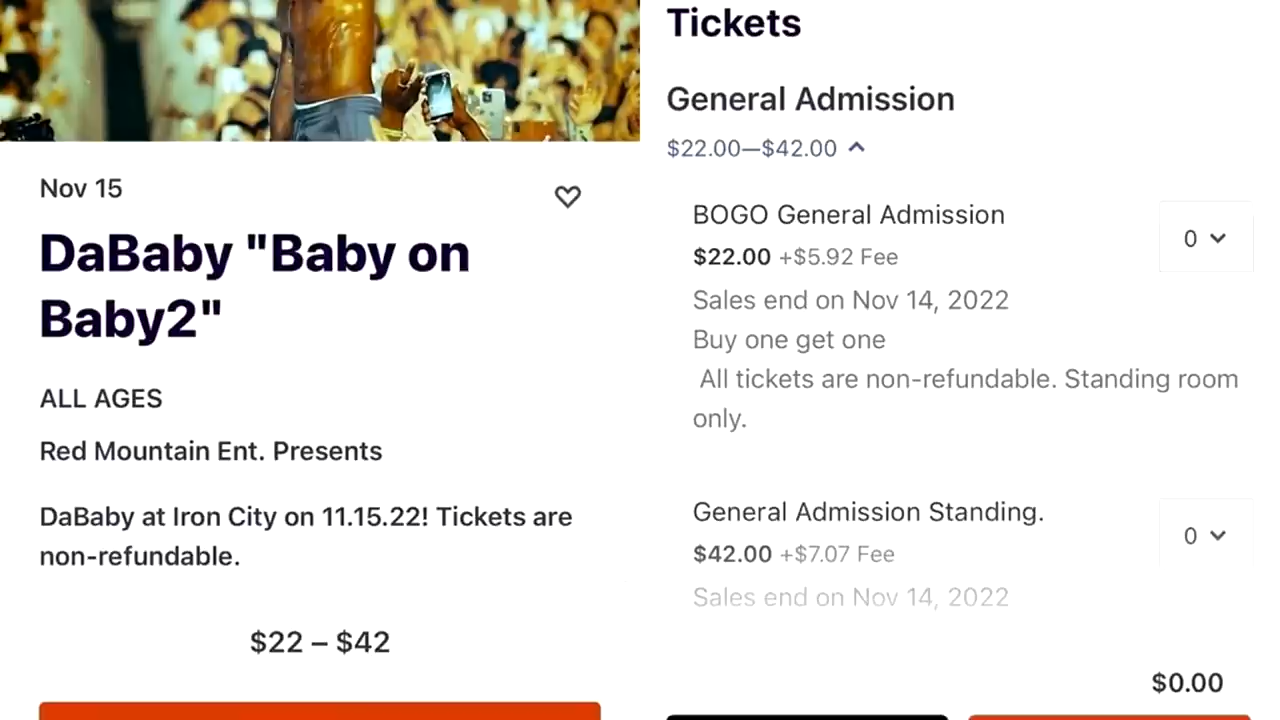 Nov 15
DaBaby "Baby on
Baby2"
ALL AGES
Red Mountain Ent. Presents
DaBaby at Iron City on 11.15.22! Tickets are
non-refundable.
$22 – $42
Tickets
General Admission
$22.00—$42.00
BOGO General Admission
0
$22.00 +$5.92 Fee
Sales end on Nov 14, 2022
Buy one get one
All tickets are non-refundable. Standing room
only.
General Admission Standing.
0
$42.00 +$7.07 Fee
Sales end on Nov 14, 2022
$0.00